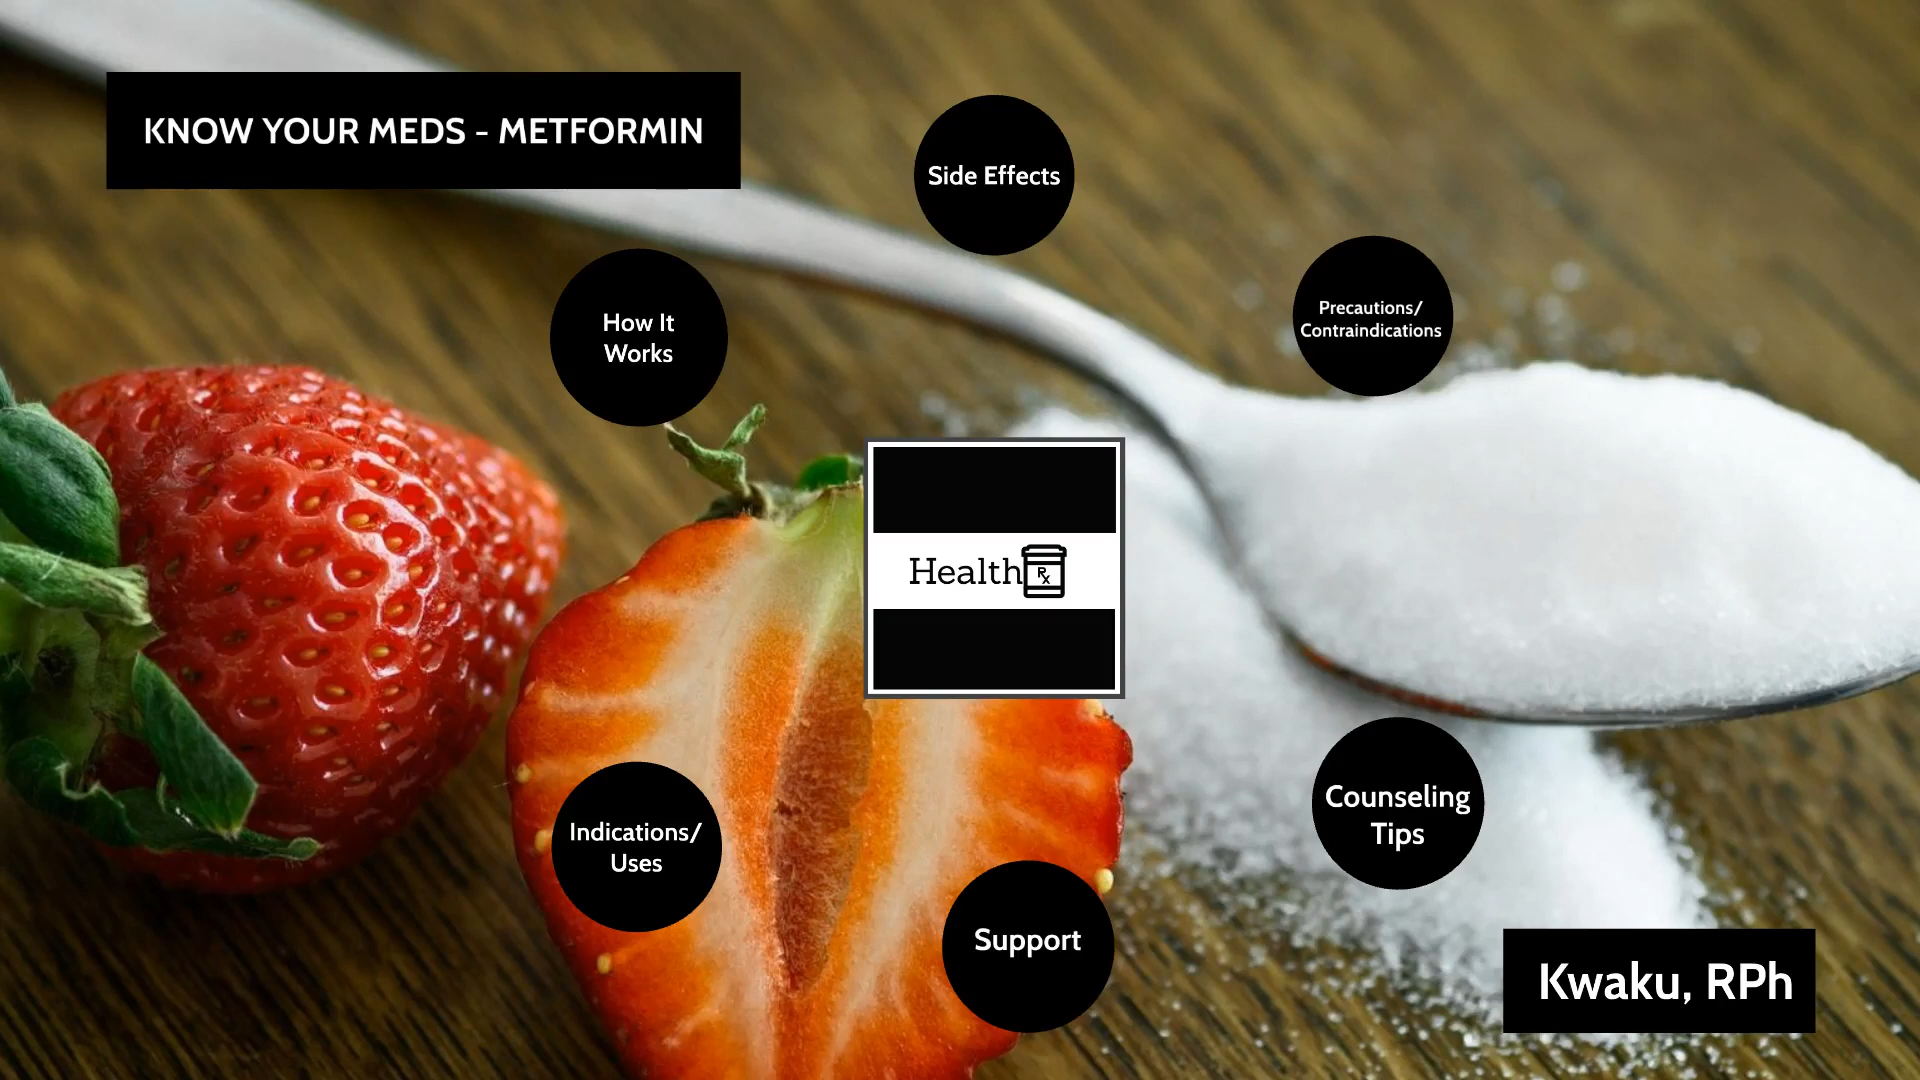 KNOW YOUR MEDS - METFORMIN
Side Effects
How It
Works
Precautions/
Contraindications
Health
Rx
Indications/
Uses
Counseling
Tips
Support
Kwaku, RPh